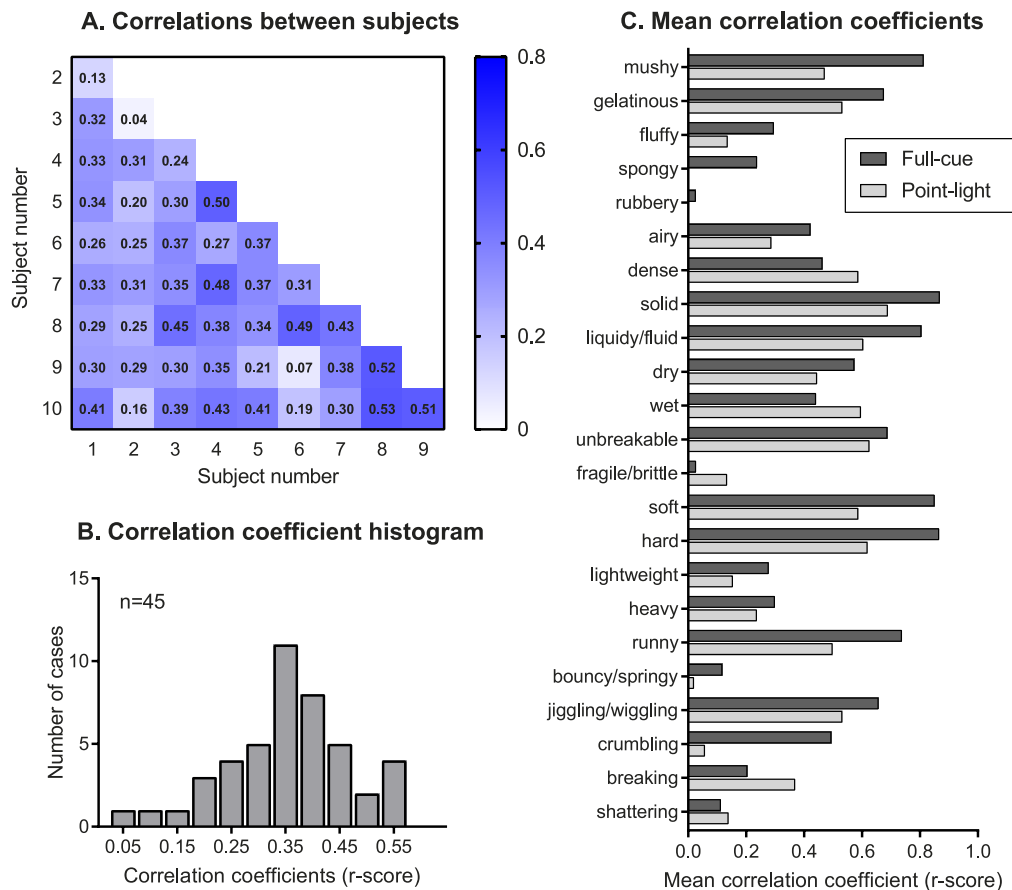 A. Correlations between subjects
2 0.13
3 0.32 0.04
4 0.33 0.31 0.24
5 0.34 0.20 0.30 0.50
6 0.26 0.25 0.37 0.27 0.37
7 0.33 0.31 0.35 0.48 0.37 0.31
8 0.29 0.25 0.45 0.38 0.34 0.49 0.43
9 0.30 0.29 0.30 0.35 0.21 0.07 0.38 0.52
10 0.41 0.16 0.39 0.43 0.41 0.19 0.30 0.53 0.51
1 2 3 4 5 6 7 8 9
Subject number
Subject number
0.8
0.6
0.4
0.2
0
B. Correlation coefficient histogram
n=45
15
10
5
0
Number of cases
0.05 0.15 0.25 0.35 0.45 0.55
Correlation coefficients (r-score)
C. Mean correlation coefficients
mushy
gelatinous
fluffy
spongy
rubbery
airy
dense
solid
liquidy/fluid
dry
wet
unbreakable
fragile/brittle
soft
hard
lightweight
heavy
runny
bouncy/springy
jiggling/wiggling
crumbling
breaking
shattering
Full-cue
Point-light
0.0 0.2 0.4 0.6 0.8 1.0
Mean correlation coefficient (r-score)